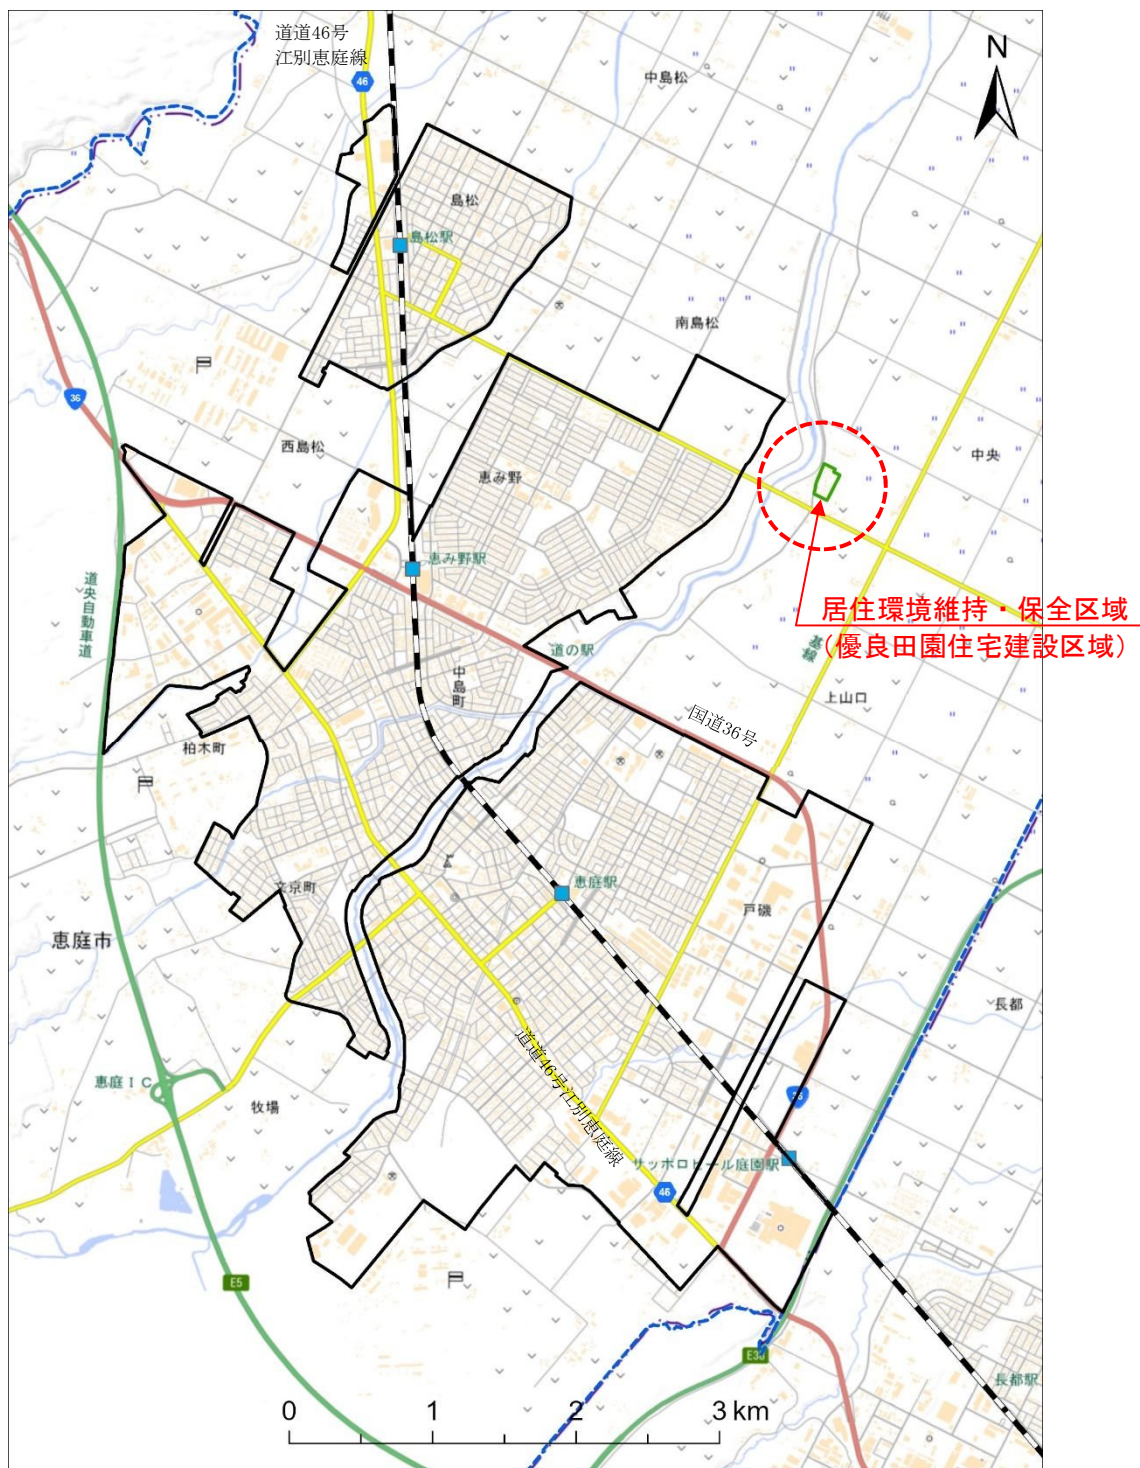 道道46号
江別恵庭線
46
N
中島松
島松
島松駅
南島松
36
西島松
恵み野
中央
恵み野駅
道央自動車道
居住環境維持・保全区域
(優良田園住宅建設区域)
基線
道の駅
中島町
上山口
国道36号
柏木町
恵庭駅
文京町
戸磯
恵庭市
長都
道道46号江別恵庭線
恵庭IC
36
牧場
サッポロビール庭園駅
46
E5
E38
長都駅
0 1 2 3 km